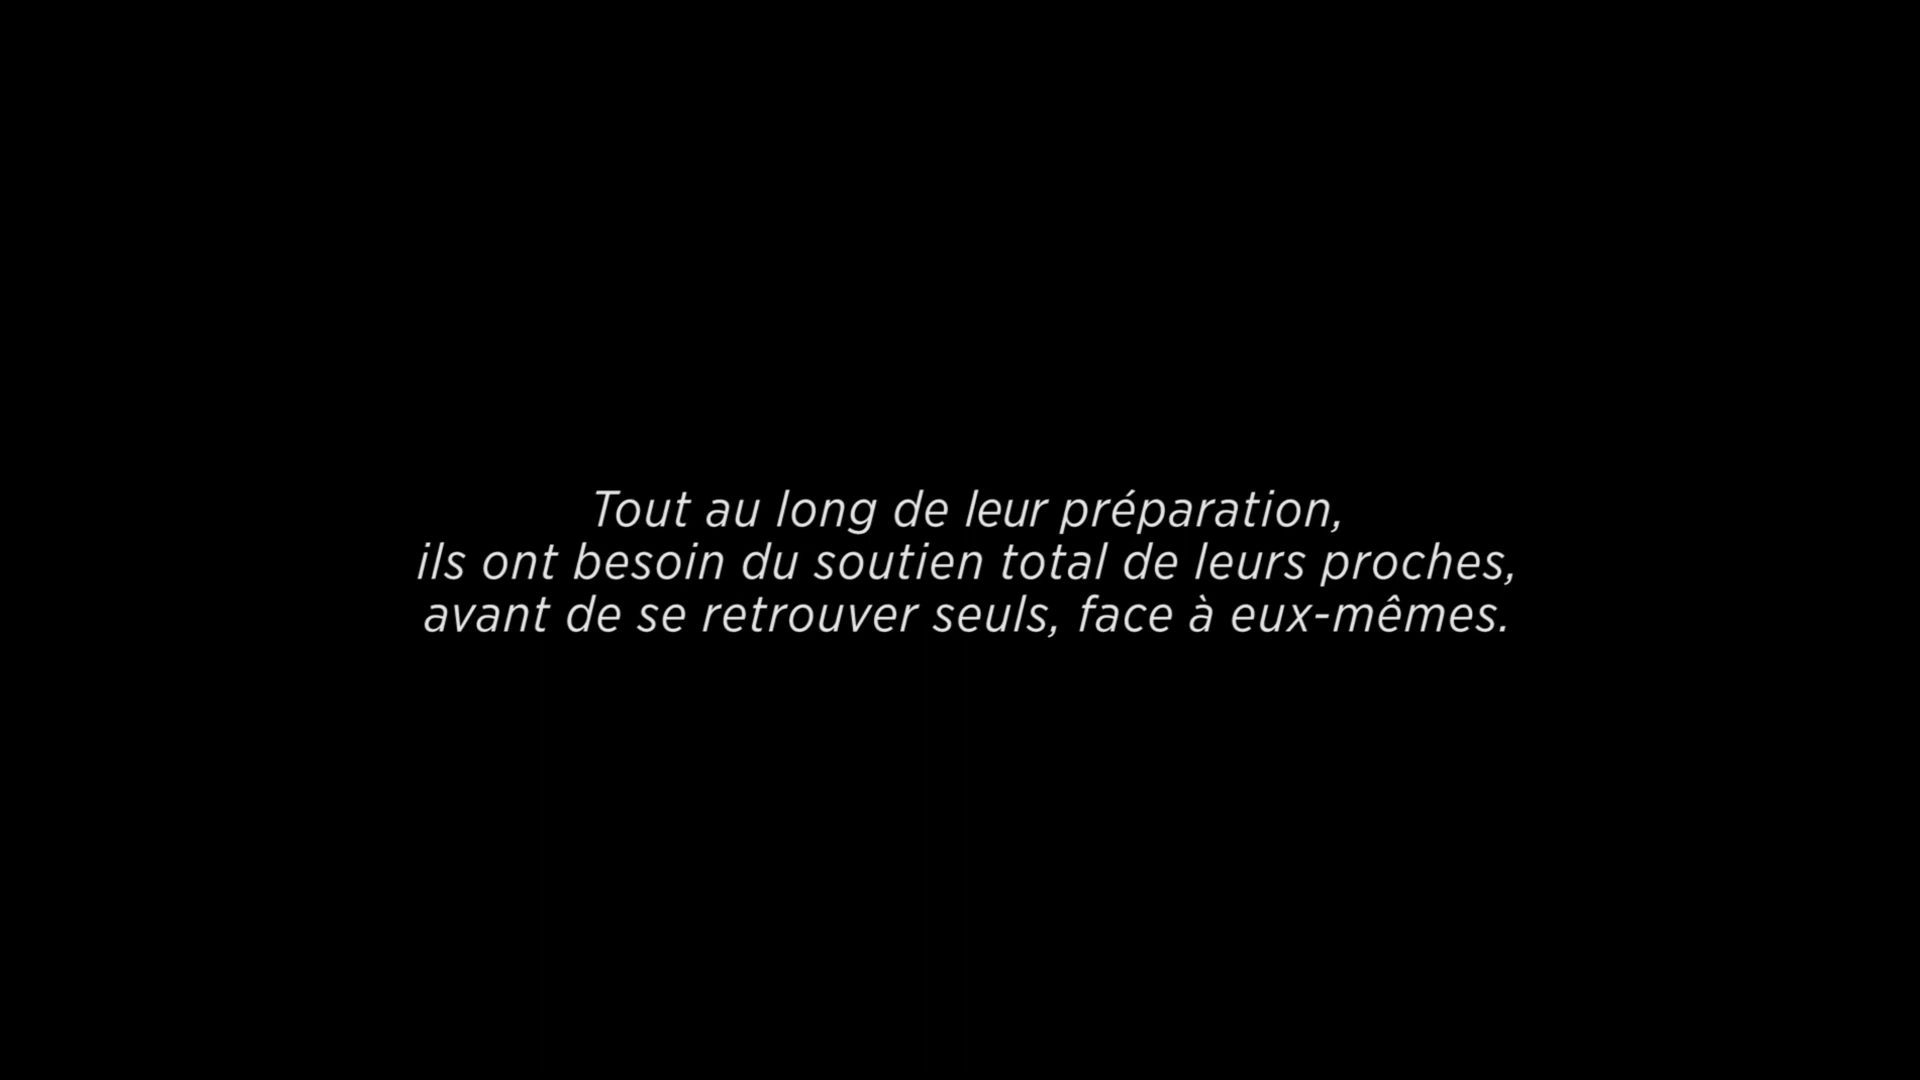 Tout au long de leur préparation,
ils ont besoin du soutien total de leurs proches,
avant de se retrouver seuls, face à eux-mêmes.